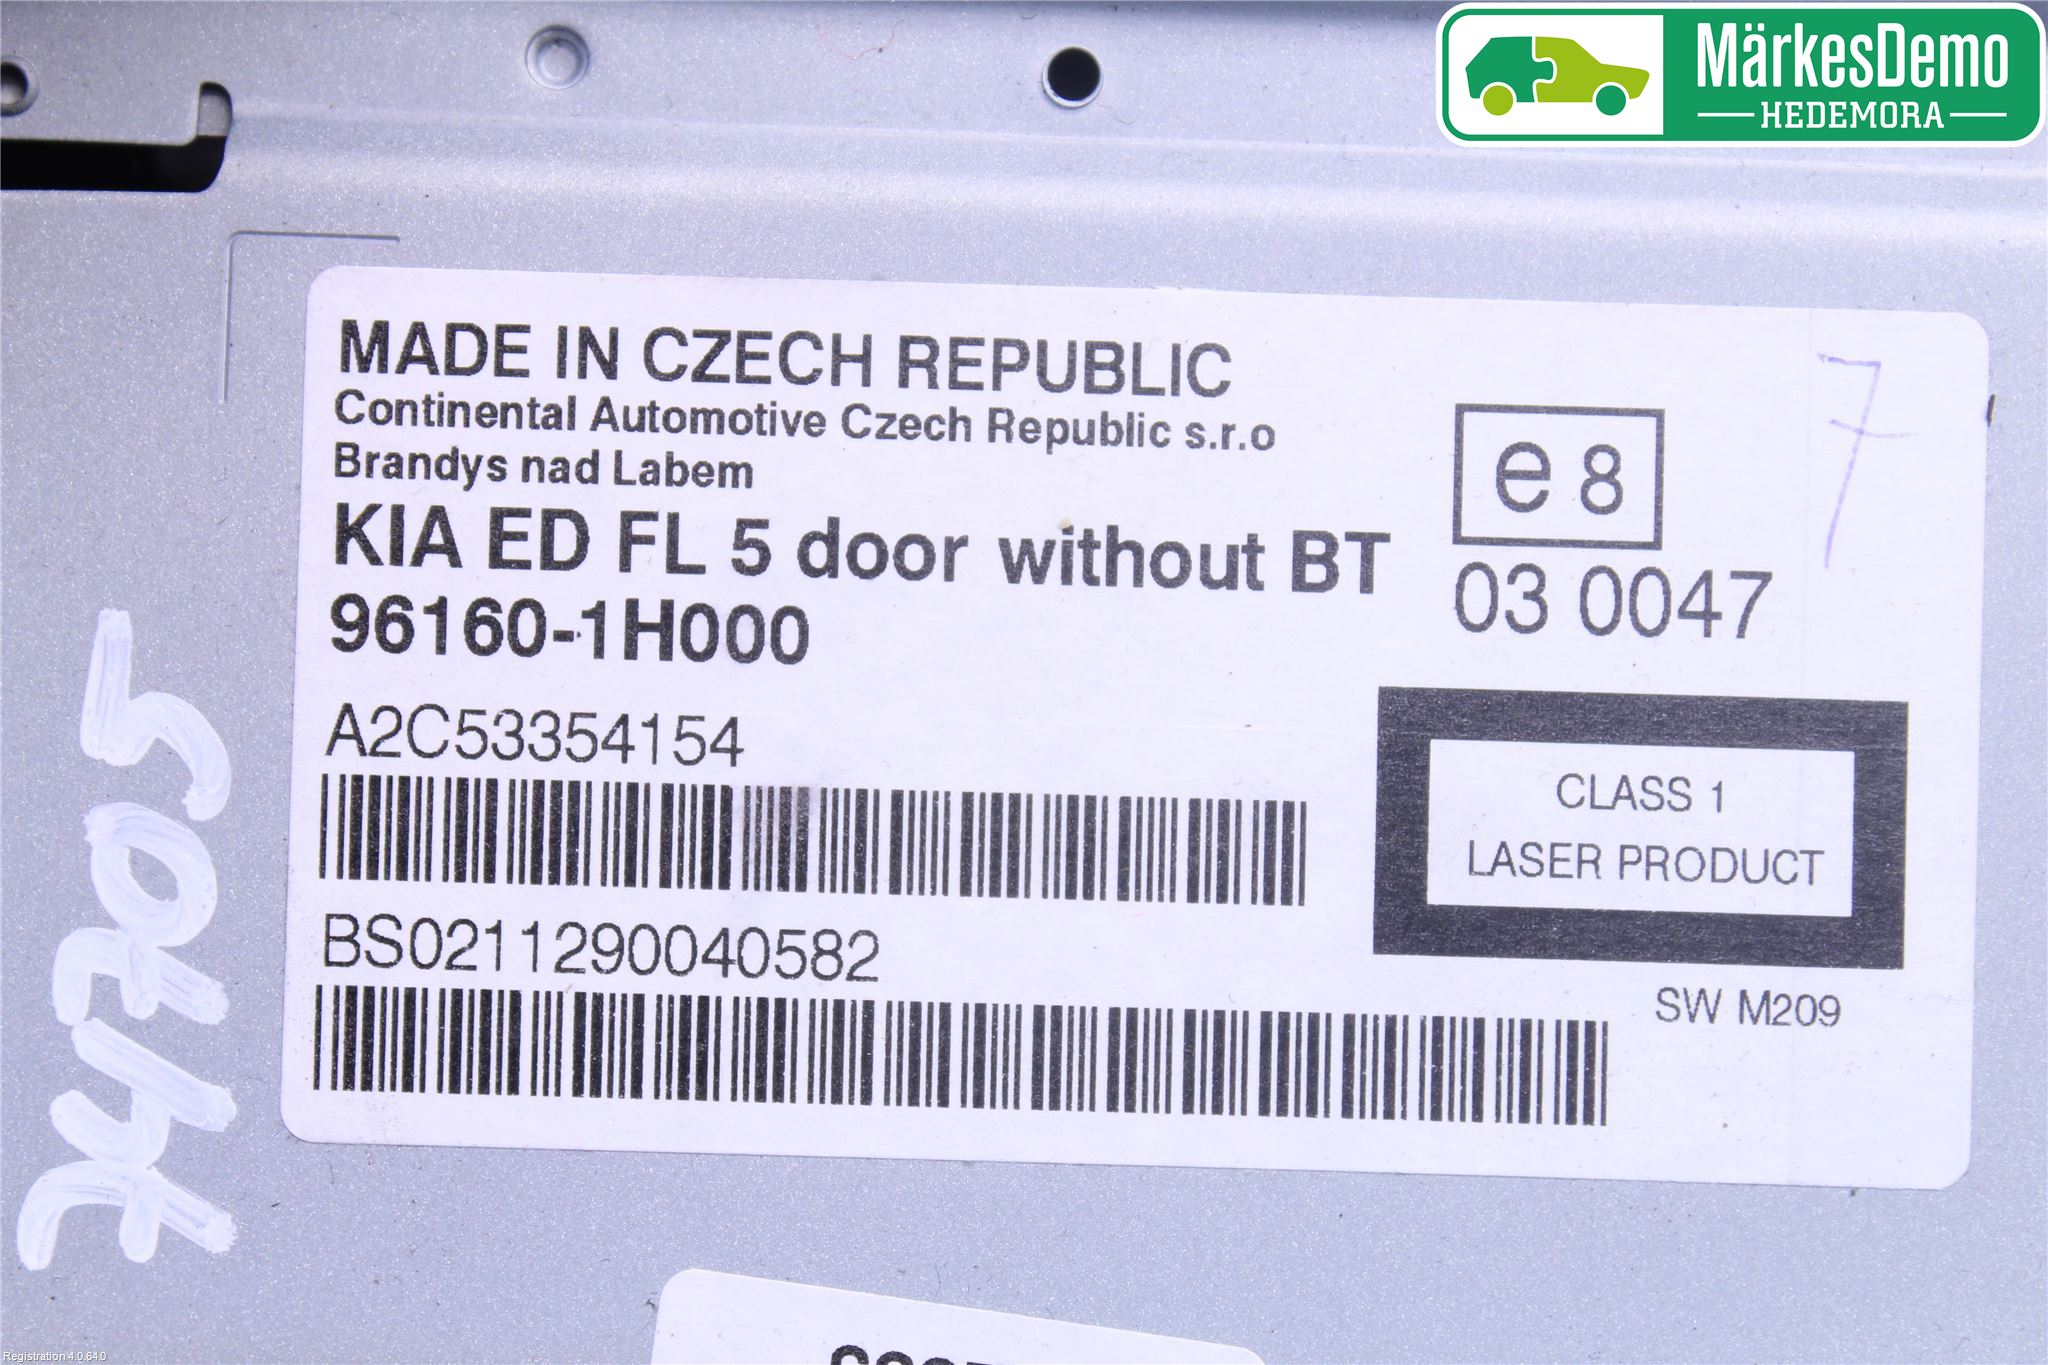 MärkesDemo
HEDEMORA
MADE IN CZECH REPUBLIC
Continental Automotive Czech Republic s.r.o
Brandys nad Labem
KIA ED FL 5 door without BT
96160-1H000
e8
03 0047
7
A2C53354154
CLASS 1
LASER PRODUCT
BS0211290040582
SW M209
74705
Registration 4.0.64.0